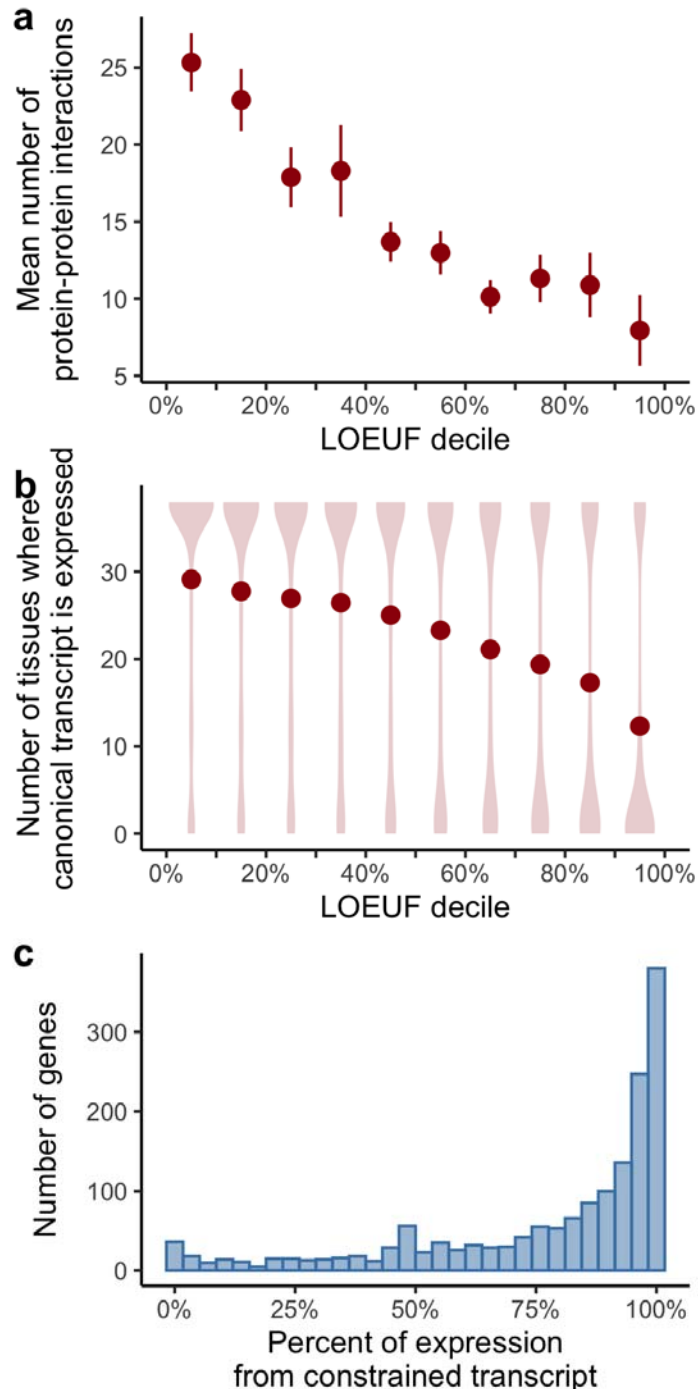 a
Mean number of
protein-protein interactions
25
20
15
10
5
0% 20% 40% 60% 80% 100%
LOEUF decile
b
Number of tissues where
canonical transcript is expressed
30
20
10
0
0% 20% 40% 60% 80% 100%
LOEUF decile
c
Number of genes
300
200
100
0
0% 25% 50% 75% 100%
Percent of expression
from constrained transcript